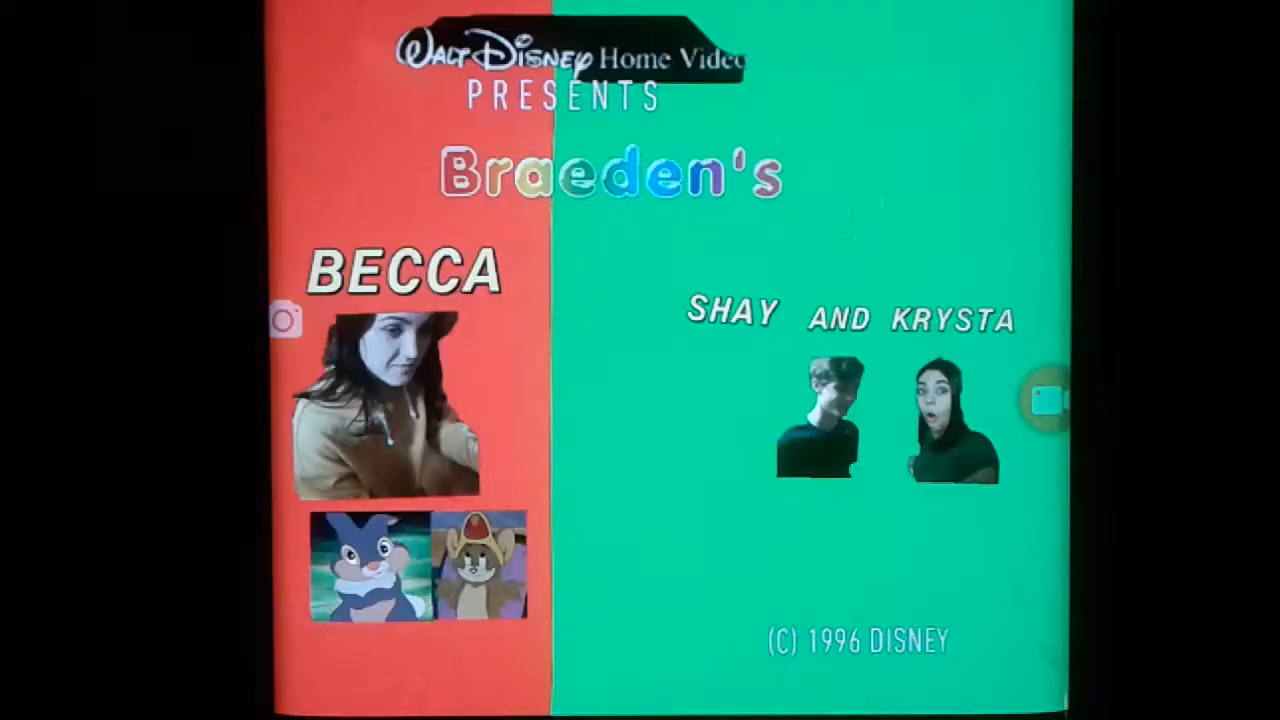 WALT DISNEY Home Video
PRESENTS
Braeden's
BECCA
SHAY AND KRYSTA
(C) 1996 DISNEY